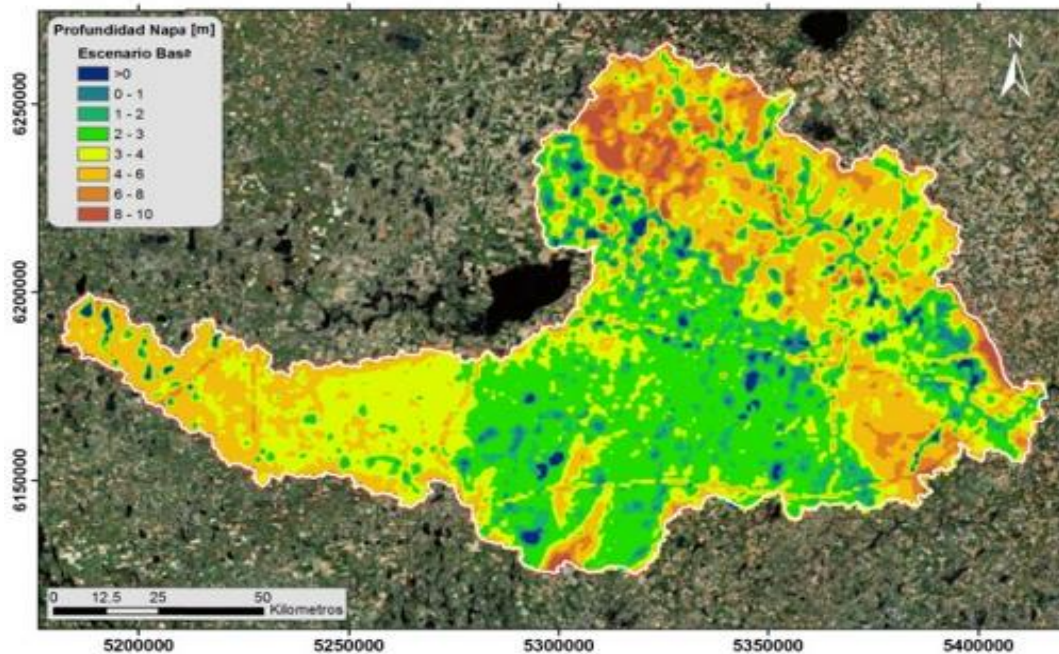 Profundidad Napa [m]
Escenario Base
>0
0 - 1
1 - 2
2 - 3
3 - 4
4 - 6
6 - 8
8 - 10
N
6250000
6200000
6150000
0 12.5 25 50
Kilometros
5200000 5250000 5300000 5350000 5400000